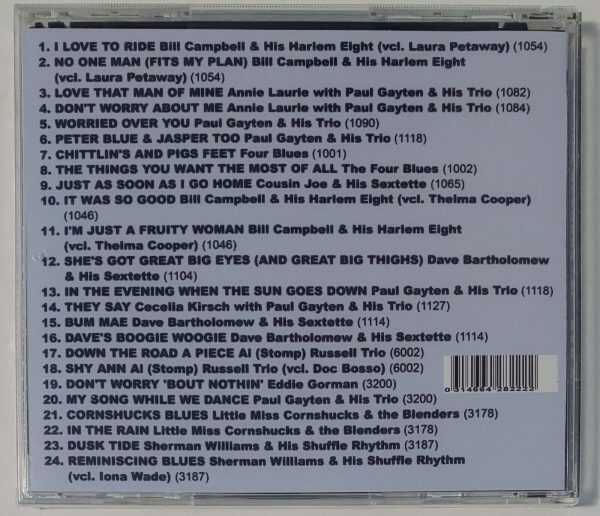 1. I LOVE TO RIDE Bill Campbell & His Harlem Eight (vcl. Laura Petaway) (1054)
2. NO ONE MAN (FITS MY PLAN) Bill Campbell & His Harlem Eight
(vcl. Laura Petaway) (1054)
3. LOVE THAT MAN OF MINE Annie Laurie with Paul Gayten & His Trio (1082)
4. DON'T WORRY ABOUT ME Annie Laurie with Paul Gayten & His Trio (1084)
5. WORRIED OVER YOU Paul Gayten & His Trio (1090)
6. PETER BLUE & JASPER TOO Paul Gayten & His Trio (1118)
7. CHITTLIN'S AND PIGS FEET Four Blues (1001)
8. THE THINGS YOU WANT THE MOST OF ALL The Four Blues (1002)
9. JUST AS SOON AS I GO HOME Cousin Joe & His Sextette (1065)
10. IT WAS SO GOOD Bill Campbell & His Harlem Eight (vcl. Thelma Cooper)
(1046)
11. I'M JUST A FRUITY WOMAN Bill Campbell & His Harlem Eight
(vcl. Thelma Cooper) (1046)
12. SHE'S GOT GREAT BIG EYES (AND GREAT BIG THIGHS) Dave Bartholomew
& His Sextette (1104)
13. IN THE EVENING WHEN THE SUN GOES DOWN Paul Gayten & His Trio (1118)
14. THEY SAY Cecelia Kirsch with Paul Gayten & His Trio (1127)
15. BUM MAE Dave Bartholomew & His Sextette (1114)
16. DAVE'S BOOGIE WOOGIE Dave Bartholomew & His Sextette (1114)
17. DOWN THE ROAD A PIECE Al (Stomp) Russell Trio (6002)
18. SHY ANN Al (Stomp) Russell Trio (vcl. Doc Bosso) (6002)
19. DON'T WORRY 'BOUT NOTHIN' Eddie Gorman (3200)
20. MY SONG WHILE WE DANCE Paul Gayten & His Trio (3200)
21. CORNSHUCKS BLUES Little Miss Cornshucks & the Blenders (3178)
22. IN THE RAIN Little Miss Cornshucks & the Blenders (3178)
23. DUSK TIDE Sherman Williams & His Shuffle Rhythm (3187)
24. REMINISCING BLUES Sherman Williams & His Shuffle Rhythm
(vcl. Iona Wade) (3187)